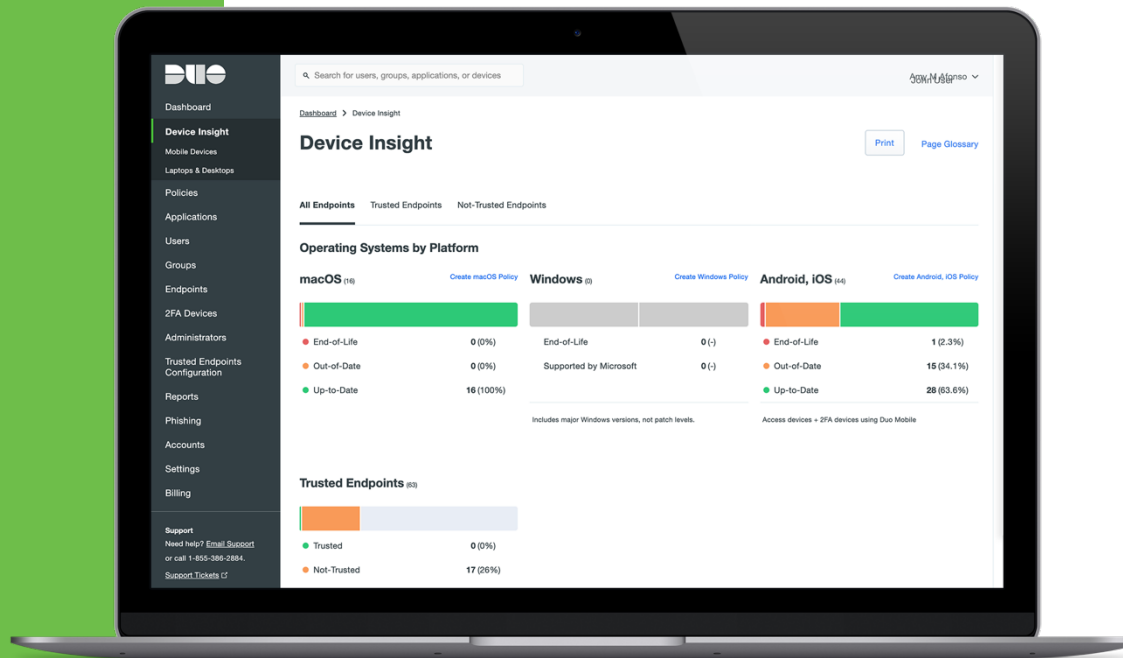 DUO
Search for users, groups, applications, or devices
Dashboard
Device Insight
Mobile Devices
Laptops & Desktops
Policies
Applications
Users
Groups
Endpoints
2FA Devices
Administrators
Trusted Endpoints
Configuration
Reports
Phishing
Accounts
Settings
Billing
Support
Need help? Email Support
or call 1-855-386-2884.
Support Tickets
Dashboard > Device Insight
Device Insight
Print
Page Glossary
All Endpoints Trusted Endpoints Not-Trusted Endpoints
Operating Systems by Platform
macOS (16) Create macOS Policy
End-of-Life 0 (0%)
Out-of-Date 0 (0%)
Up-to-Date 16 (100%)
Windows (0) Create Windows Policy
End-of-Life 0 (-)
Supported by Microsoft 0 (-)
Includes major Windows versions, not patch levels.
Android, iOS (44) Create Android, iOS Policy
End-of-Life 1 (2.3%)
Out-of-Date 15 (34.1%)
Up-to-Date 28 (63.6%)
Access devices + 2FA devices using Duo Mobile
Trusted Endpoints (63)
Trusted 0 (0%)
Not-Trusted 17 (26%)